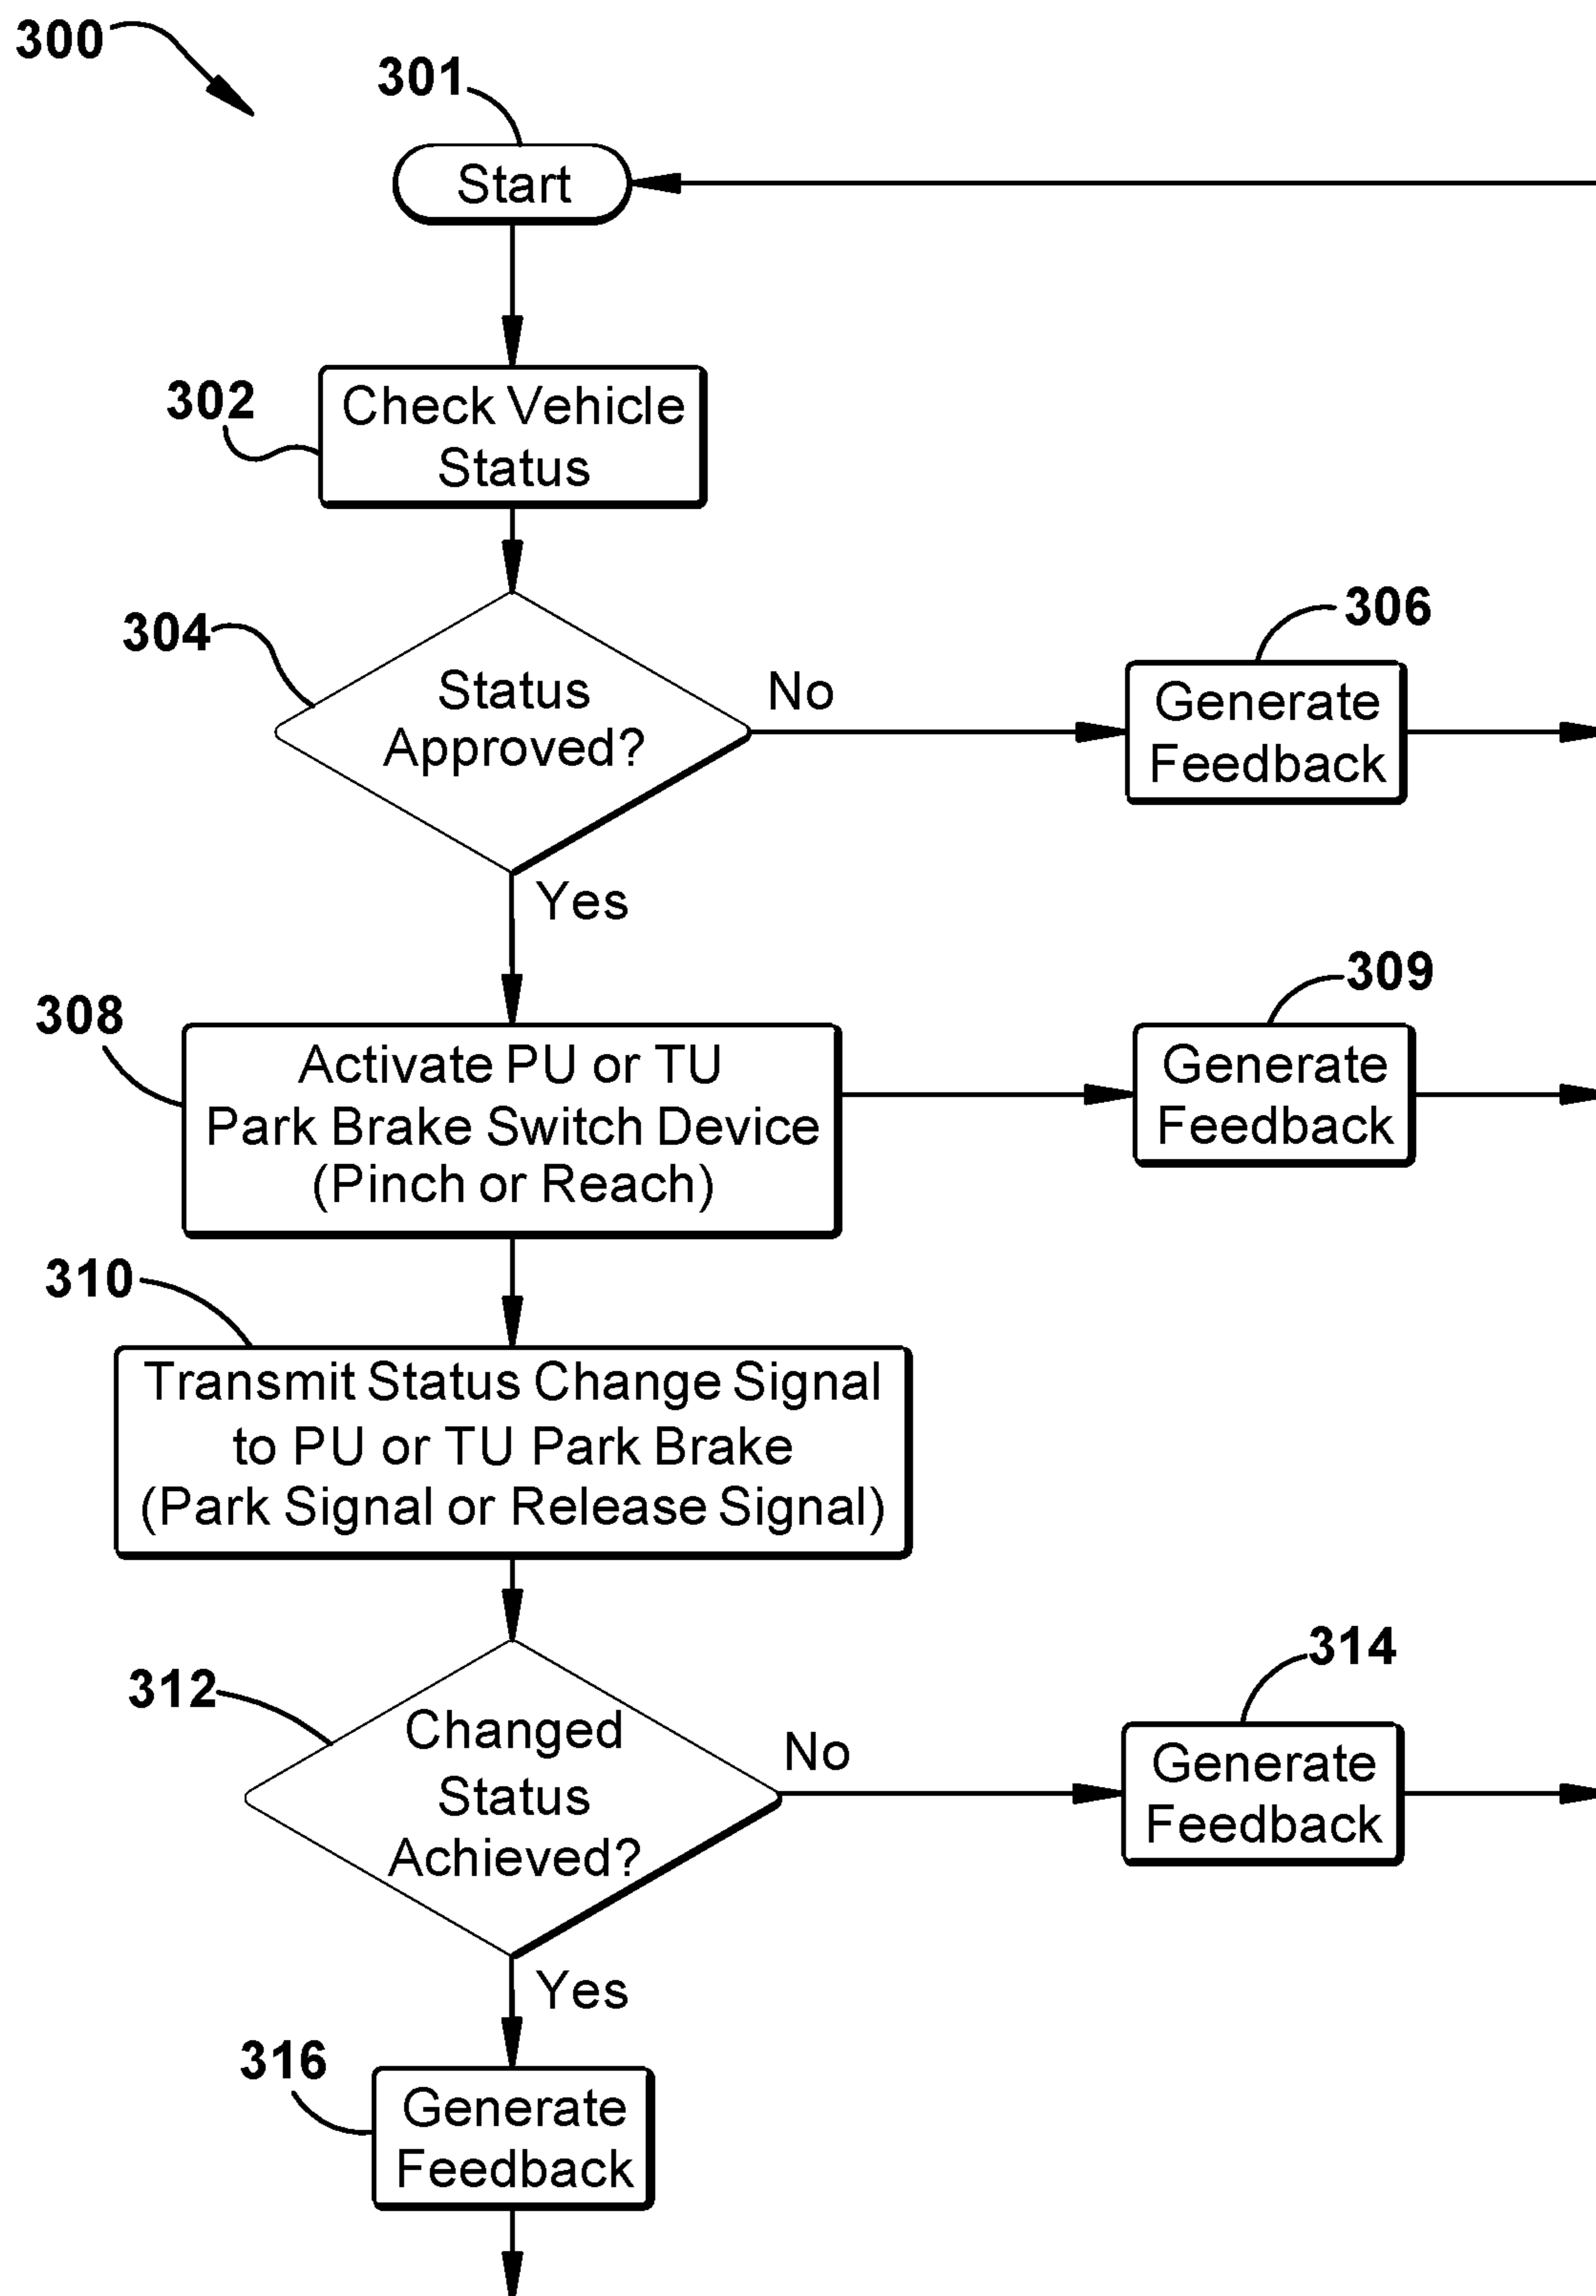 300
301
Start
302
Check Vehicle
Status
304
Status
Approved?
No
306
Generate
Feedback
Yes
308
Activate PU or TU
Park Brake Switch Device
(Pinch or Reach)
309
Generate
Feedback
310
Transmit Status Change Signal
to PU or TU Park Brake
(Park Signal or Release Signal)
312
Changed
Status
Achieved?
No
314
Generate
Feedback
Yes
316
Generate
Feedback